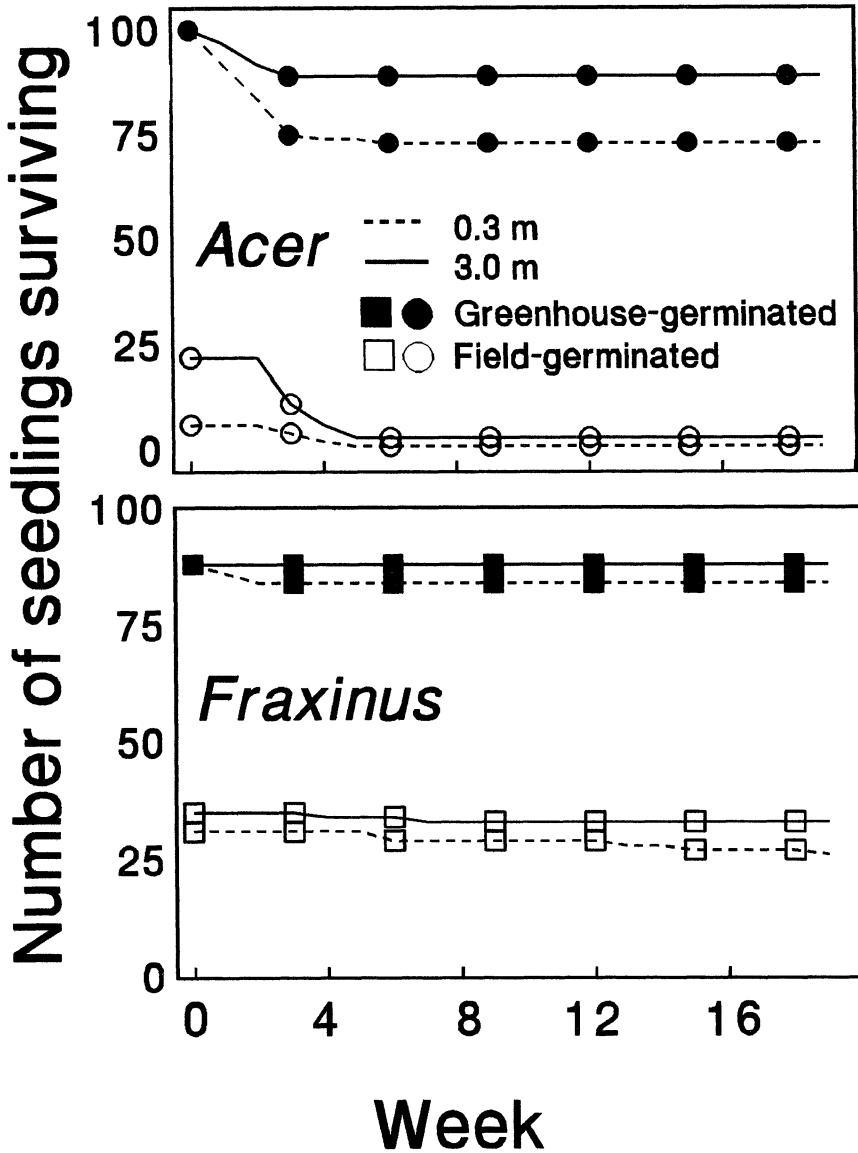 Number of seedlings surviving
100
75
50
25
0
Acer
0.3 m
3.0 m
Greenhouse-germinated
Field-germinated
100
75
50
25
0
Fraxinus
0 4 8 12 16
Week